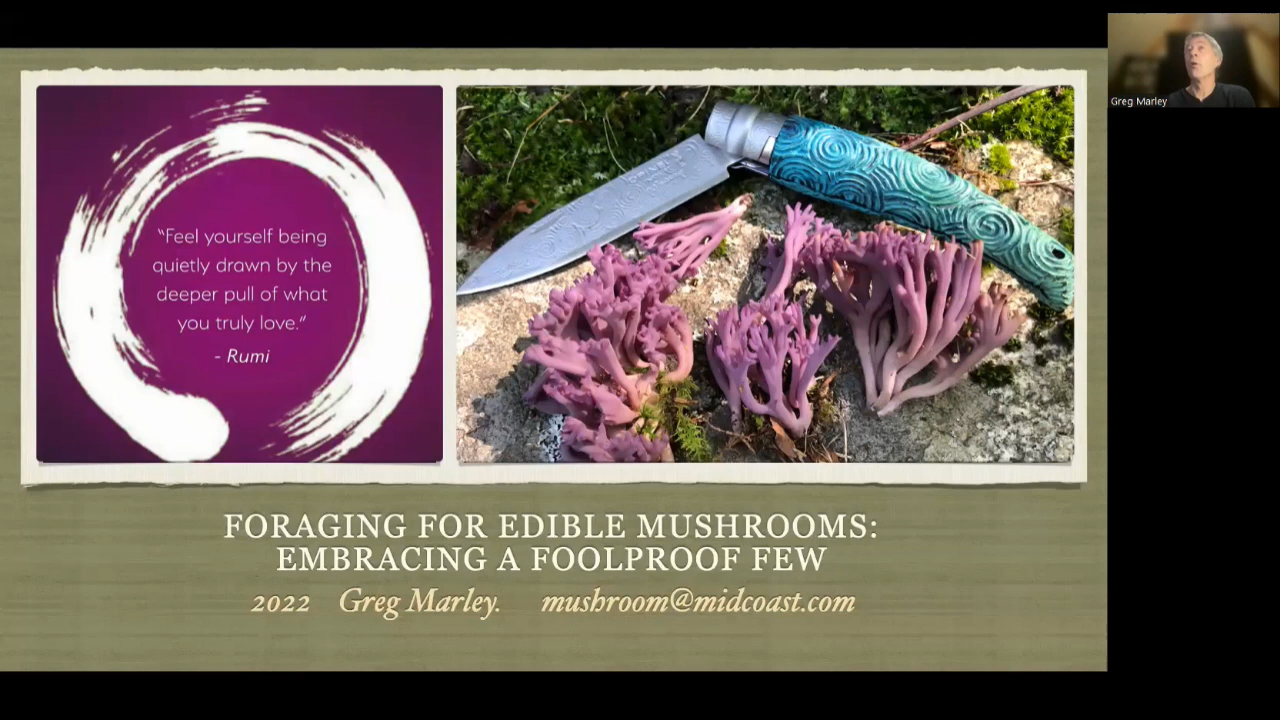 “Feel yourself being
quietly drawn by the
deeper pull of what
you truly love.”
- Rumi
FORAGING FOR EDIBLE MUSHROOMS:
EMBRACING A FOOLPROOF FEW
2022 Greg Marley. mushroom@midcoast.com
Greg Marley